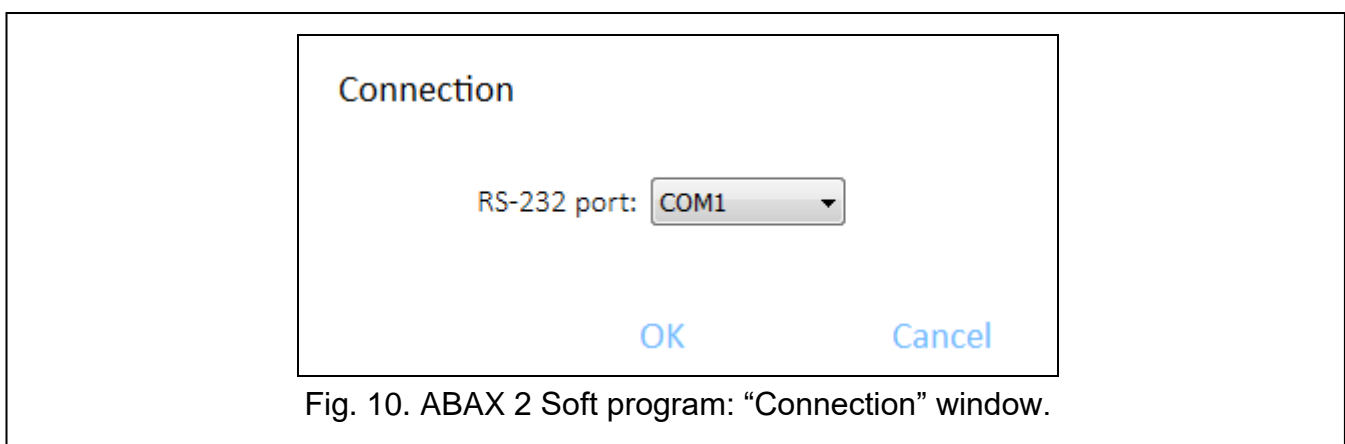 Connection
RS-232 port: COM1
OK Cancel
Fig. 10. ABAX 2 Soft program: “Connection” window.